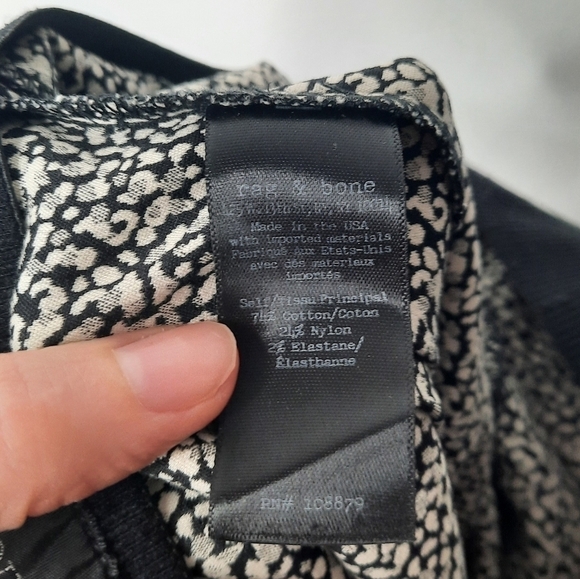 rag & bone
Made in the USA
with imported materials
Fabriqué aux États-Unis
avec des matériaux
importés
Self/Tissu Principal
74% Cotton/Coton
24% Nylon
2% Elastane/
Élasthanne
RN# 108879